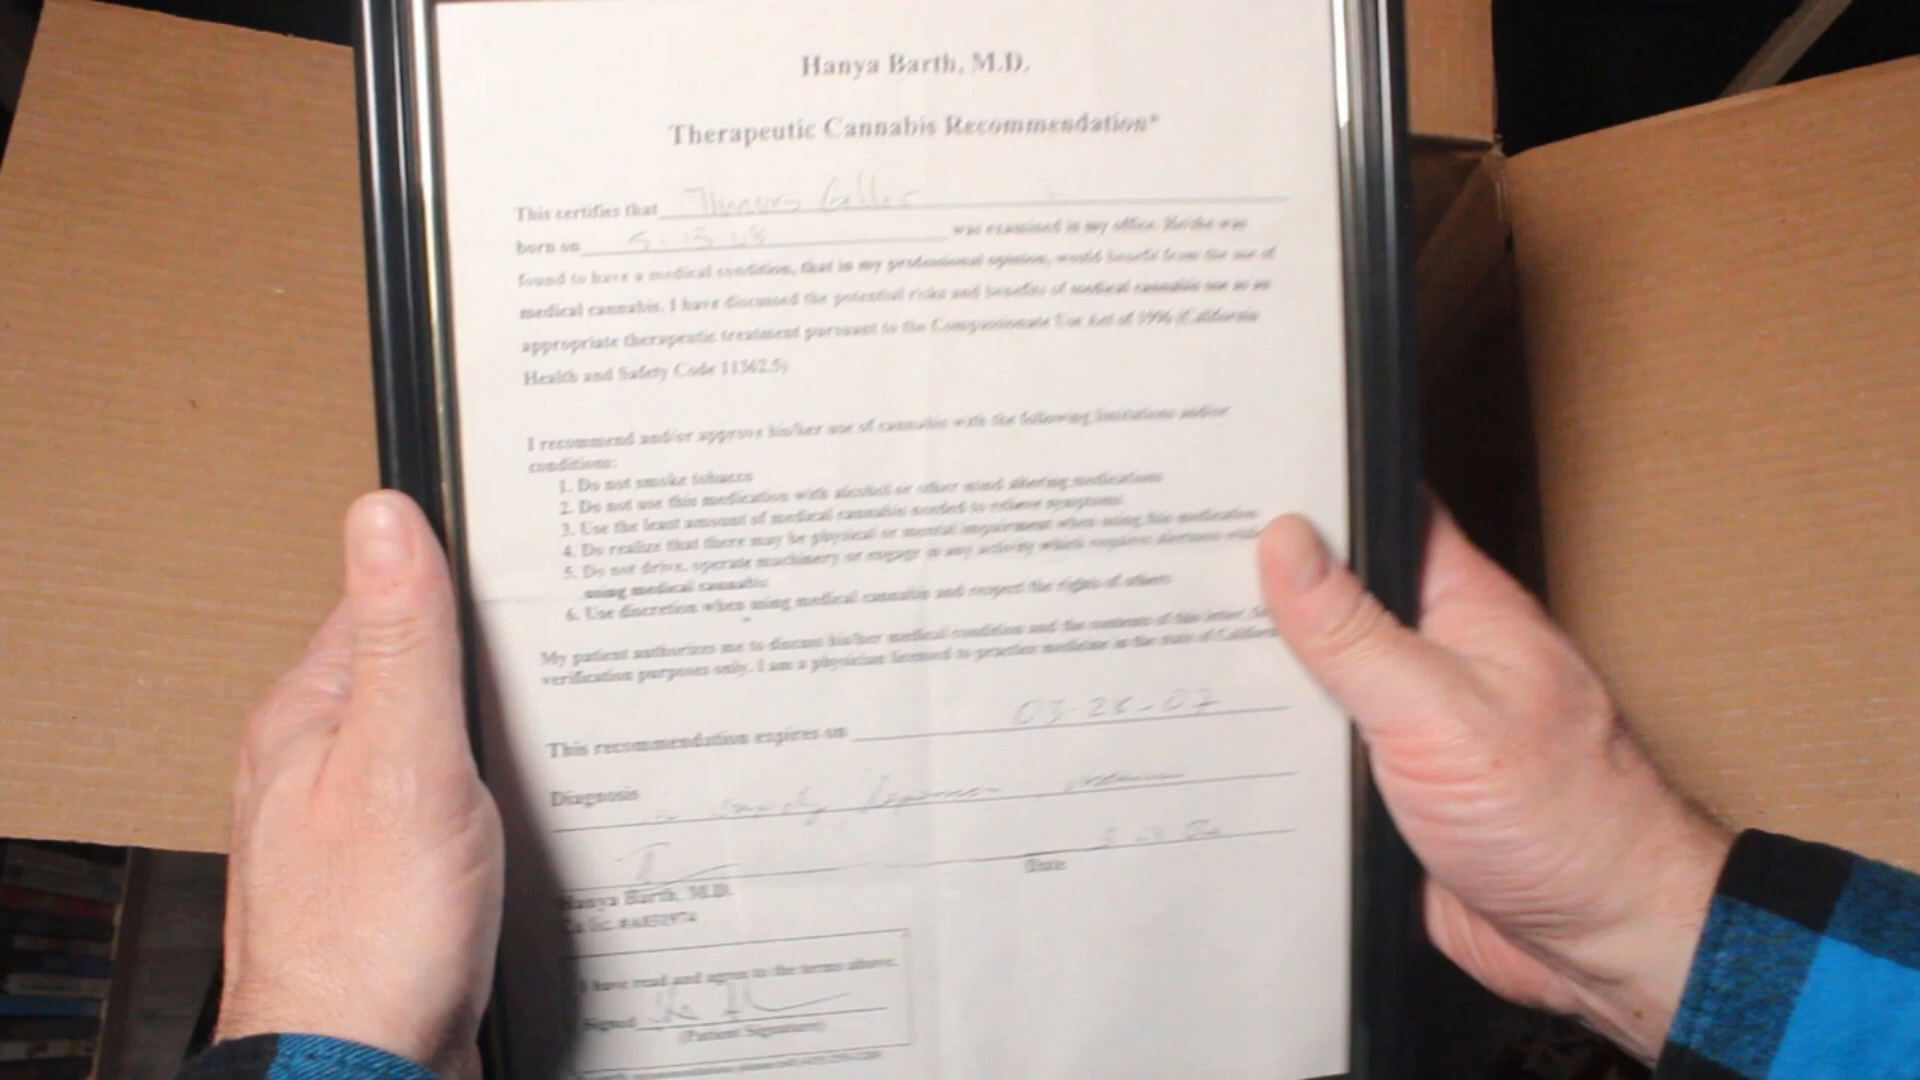 Hanya Barth, M.D.
Therapeutic Cannabis Recommendation*
This certifies that Thomas
born on was examined in my office. He/she was
found to have a medical condition, that in my professional opinion, would benefit from the use of
medical cannabis. I have discussed the potential risks and benefits of medical cannabis use as an
appropriate therapeutic treatment pursuant to the Compassionate Use Act of 1996 (California
Health and Safety Code 11362.5)
I recommend and/or approve his/her use of cannabis with the following limitations and/or
conditions:
1. Do not smoke tobacco
2. Do not use this medication with alcohol or other mind altering medications
3. Use the least amount of medical cannabis needed to relieve symptoms
4. Do realize that there may be physical or mental impairment when using this medication
5. Do not drive, operate machinery or engage in any activity which requires alertness while
using medical cannabis
6. Use discretion when using medical cannabis and respect the rights of others
My patient authorizes me to discuss his/her medical condition and the contents of this letter for
verification purposes only. I am a physician licensed to practice medicine in the state of California
This recommendation expires on 03-28-07
Diagnosis
Date
Hanya Barth, M.D.
Lic.
I have read and agree to the terms above.
Signed
(Patient Signature)